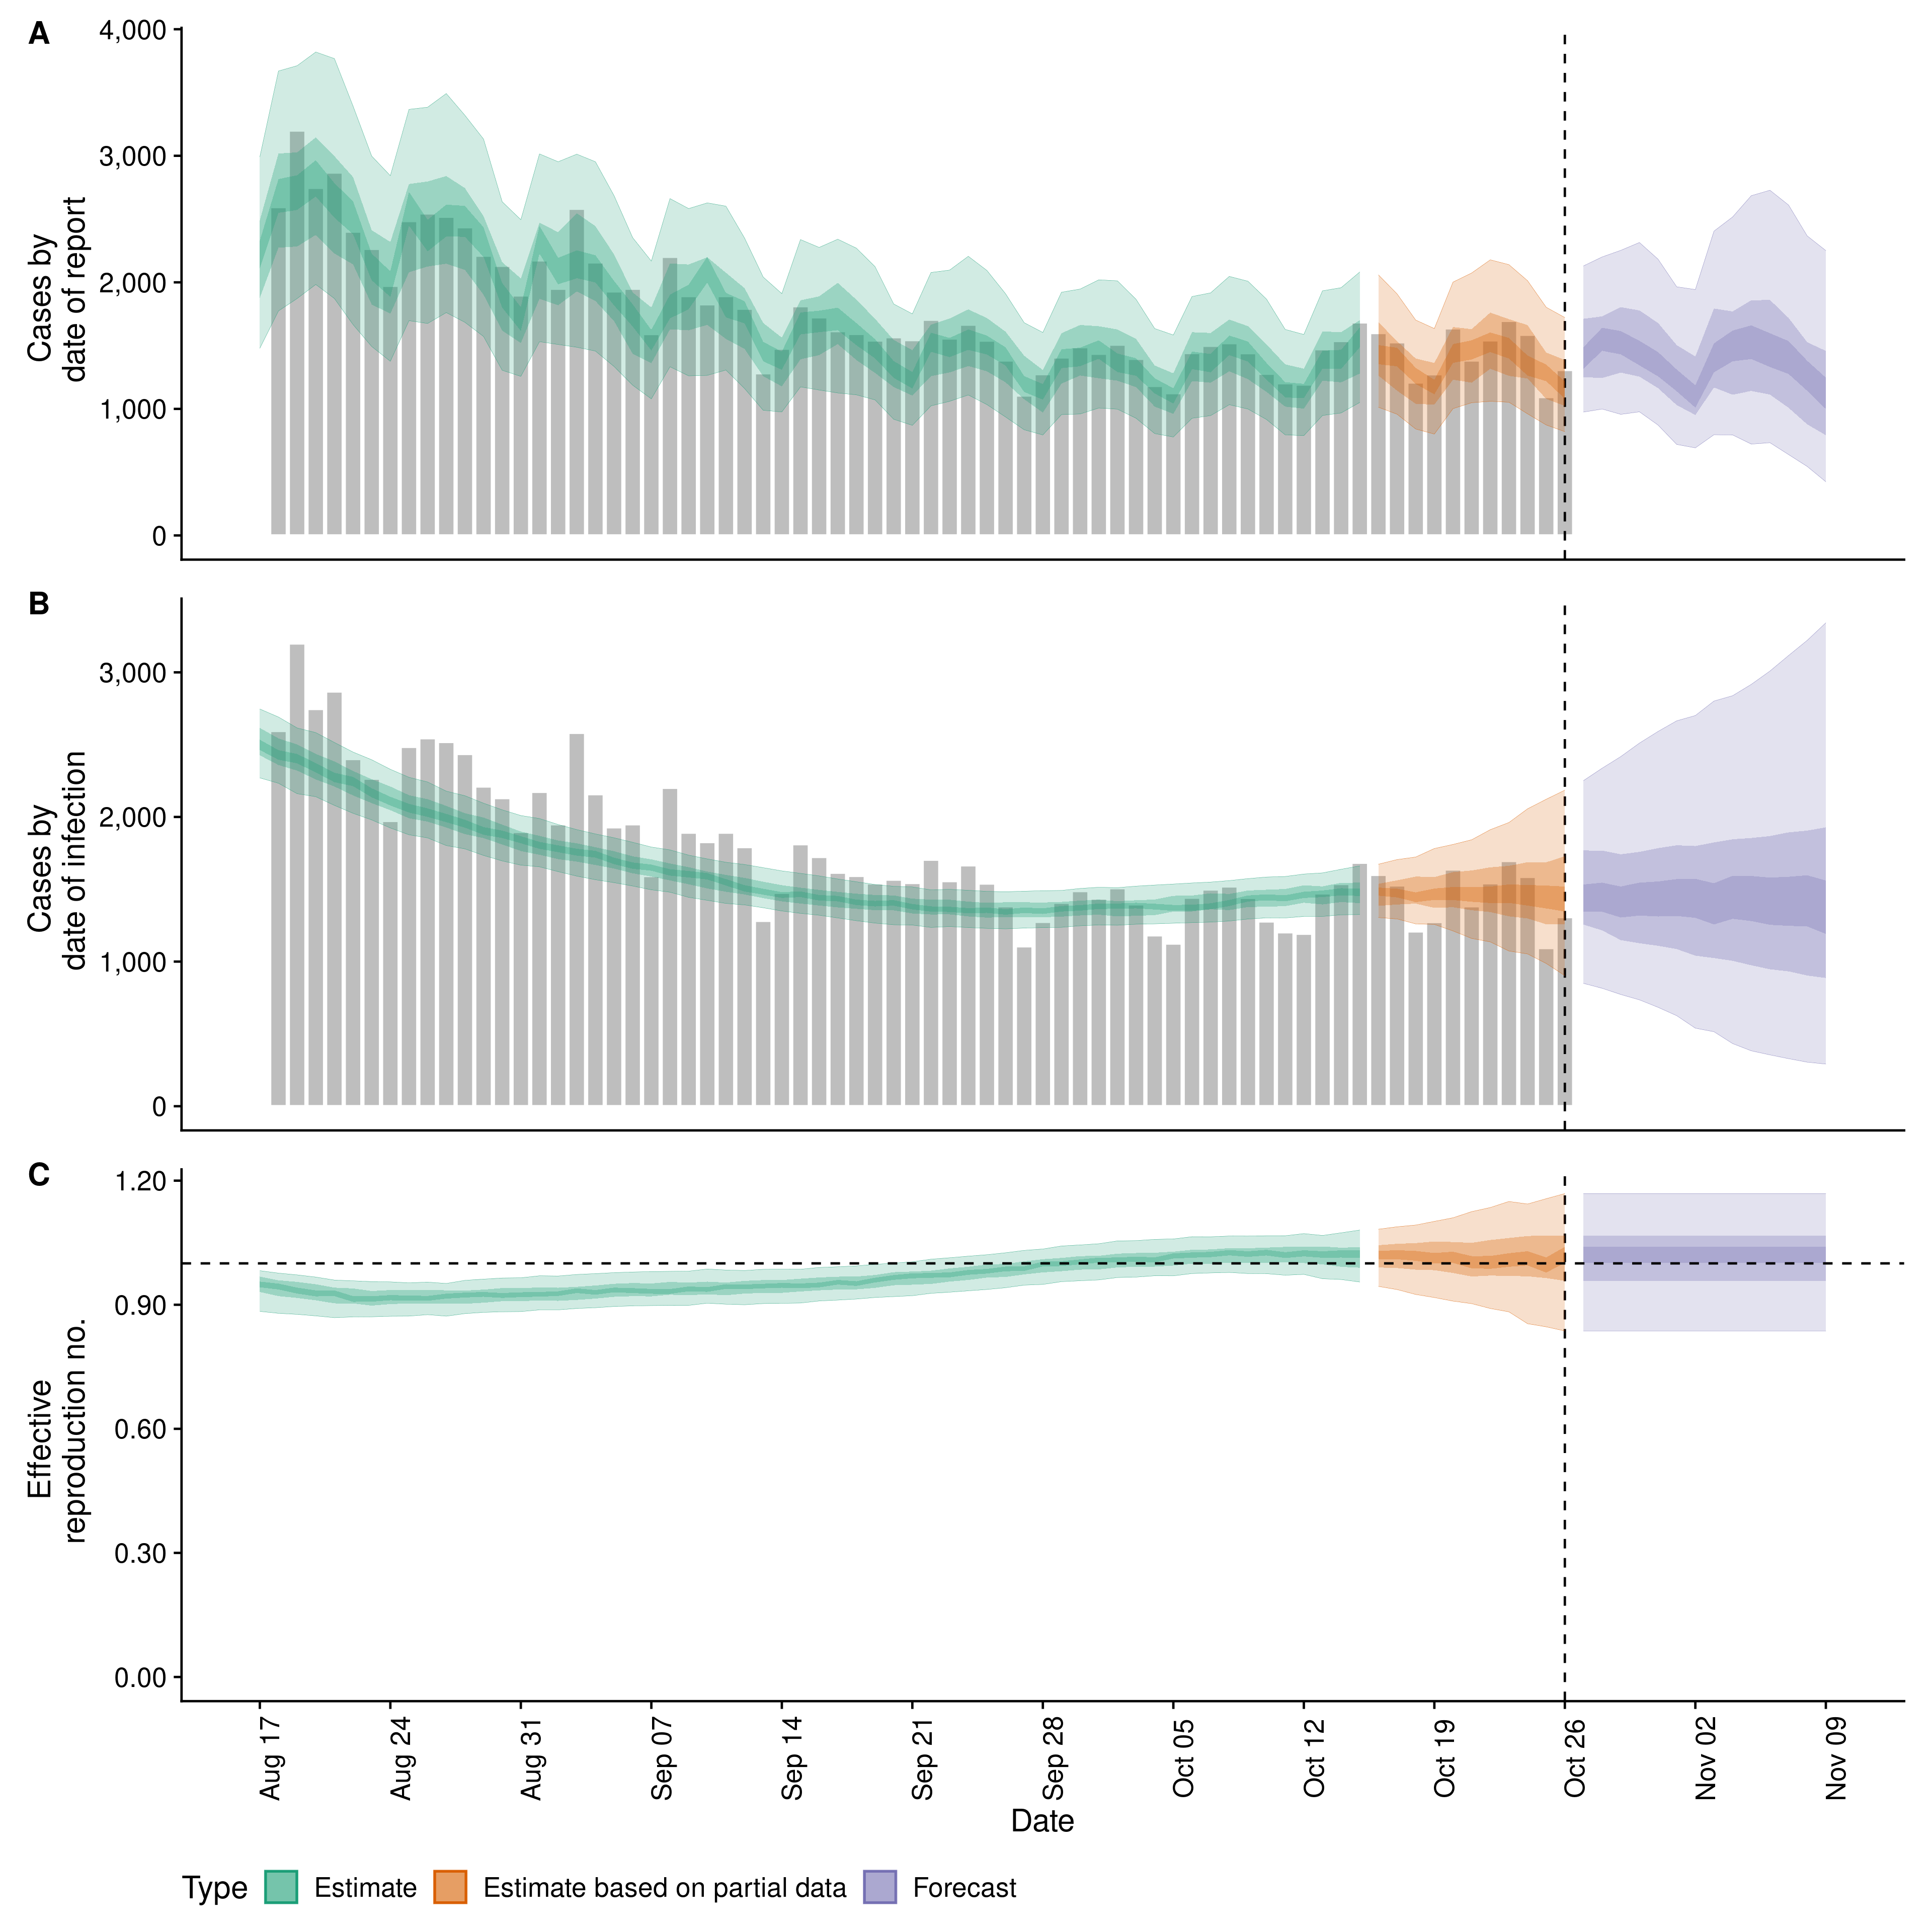 A
4,000
3,000
2,000
1,000
0
Cases by
date of report
B
3,000
2,000
1,000
0
Cases by
date of infection
C
1.20
0.90
0.60
0.30
0.00
Effective
reproduction no.
Aug 17
Aug 24
Aug 31
Sep 07
Sep 14
Sep 21
Sep 28
Oct 05
Oct 12
Oct 19
Oct 26
Nov 02
Nov 09
Date
Type Estimate Estimate based on partial data Forecast